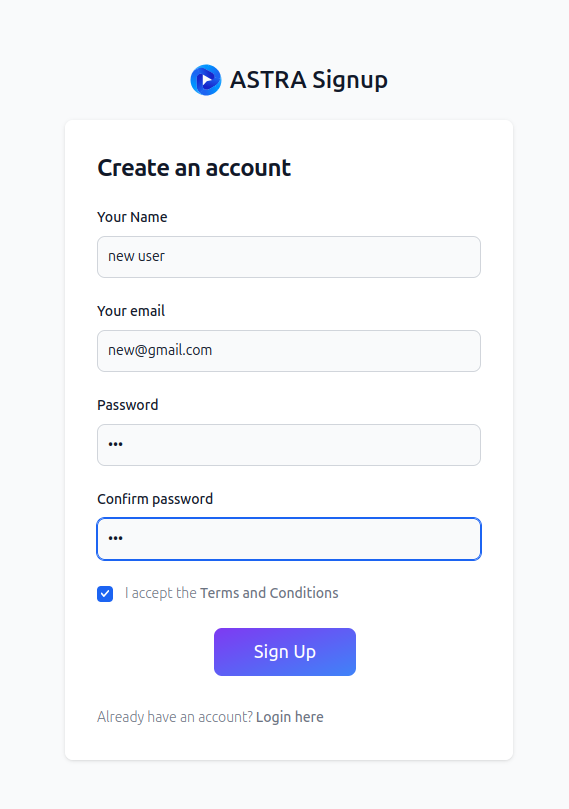 ASTRA Signup
Create an account
Your Name
new user
Your email
new@gmail.com
Password
•••
Confirm password
•••
I accept the Terms and Conditions
Sign Up
Already have an account? Login here